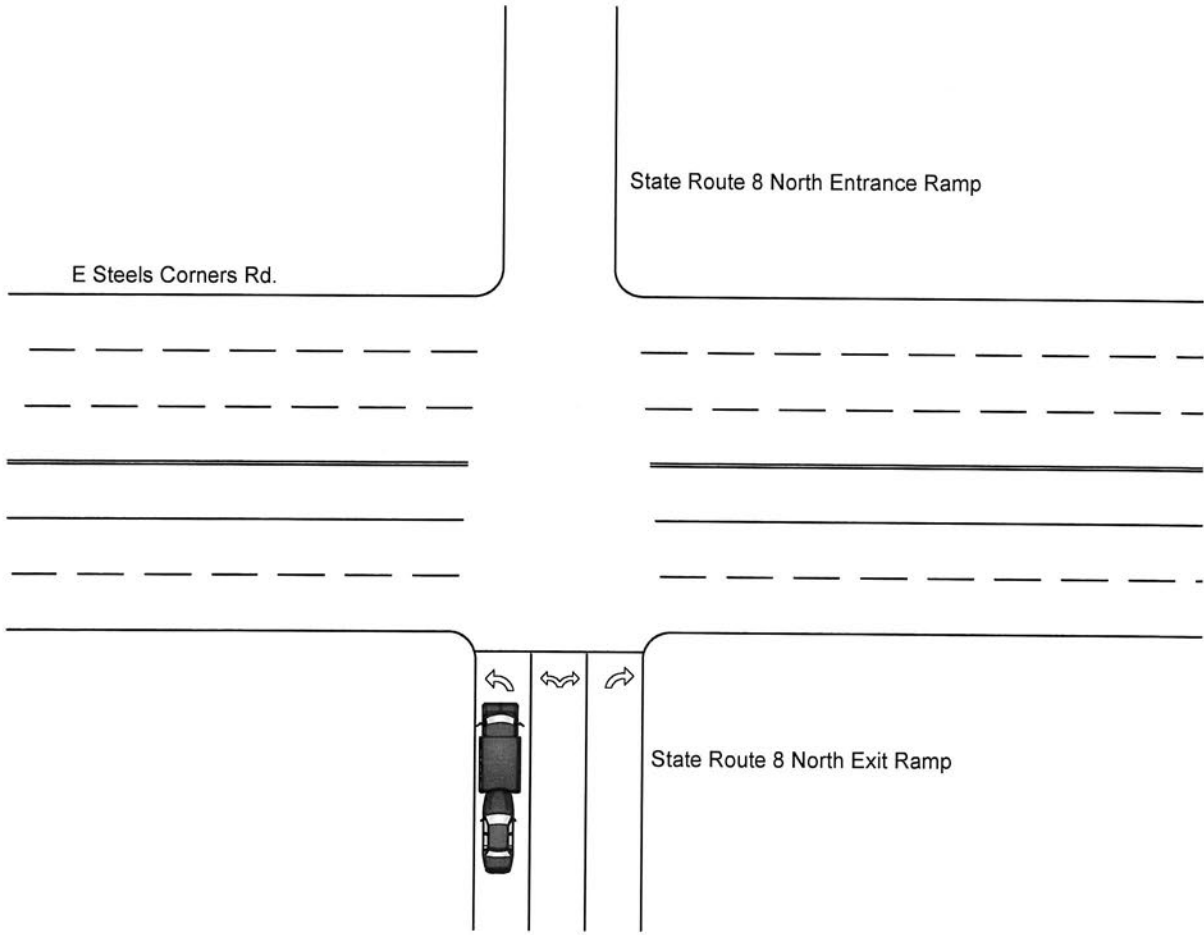 State Route 8 North Entrance Ramp
E Steels Corners Rd.
State Route 8 North Exit Ramp